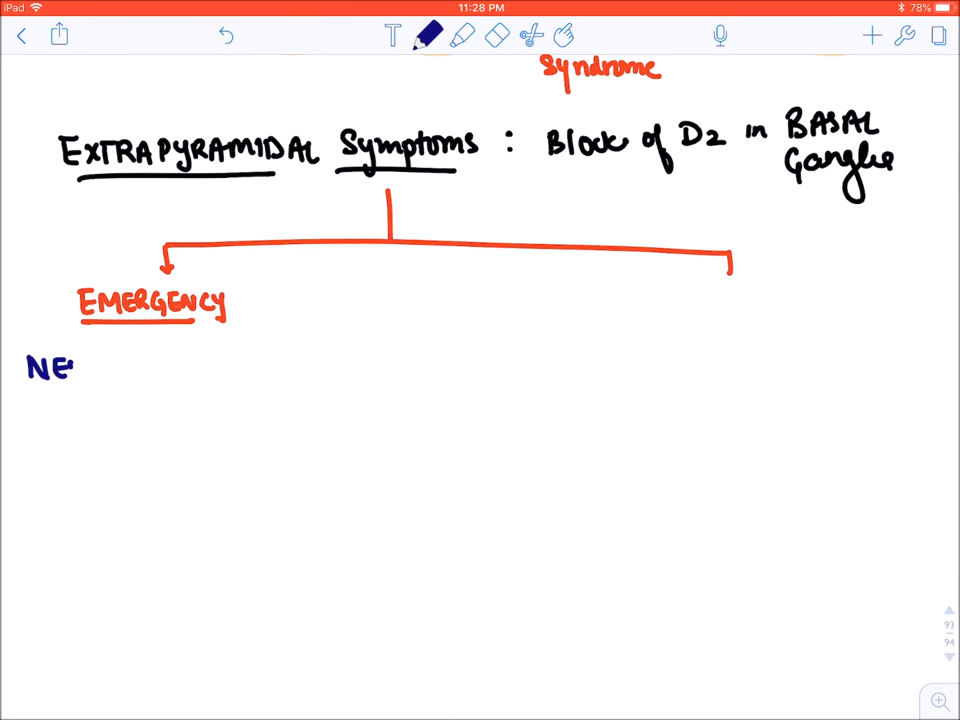 iPad 11:28 PM 78%
T
Syndrome
EXTRAPYRAMIDAL Symptoms : Block of D2 in BASAL
Ganglia
EMERGENCY
NE
93
94